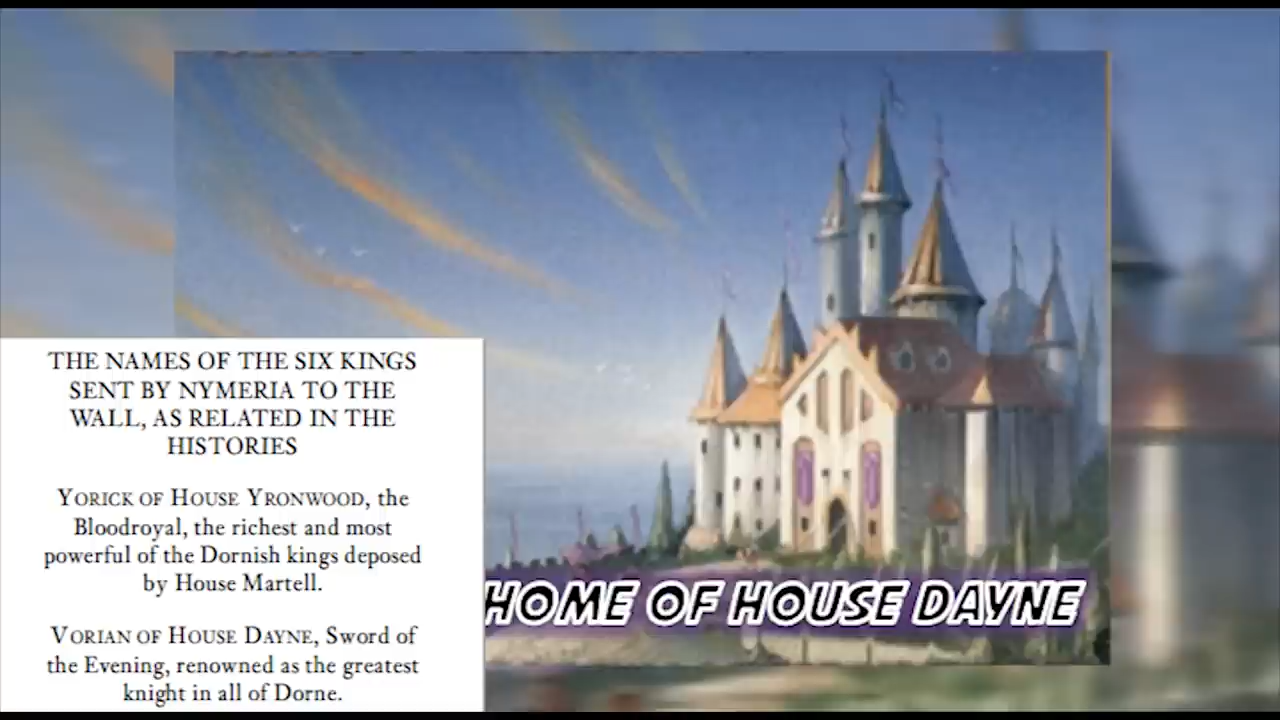 THE NAMES OF THE SIX KINGS
SENT BY NYMERIA TO THE
WALL, AS RELATED IN THE
HISTORIES
YORICK OF HOUSE YRONWOOD, the
Bloodroyal, the richest and most
powerful of the Dornish kings deposed
by House Martell.
VORIAN OF HOUSE DAYNE, Sword of
the Evening, renowned as the greatest
knight in all of Dorne.
HOME OF HOUSE DAYNE